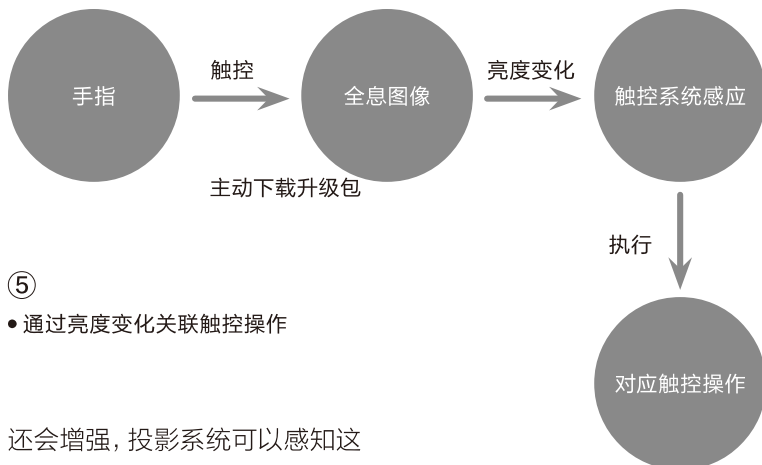 手指
触控
全息图像
亮度变化
触控系统感应
主动下载升级包
执行
⑤
• 通过亮度变化关联触控操作
对应触控操作
还会增强，投影系统可以感知这